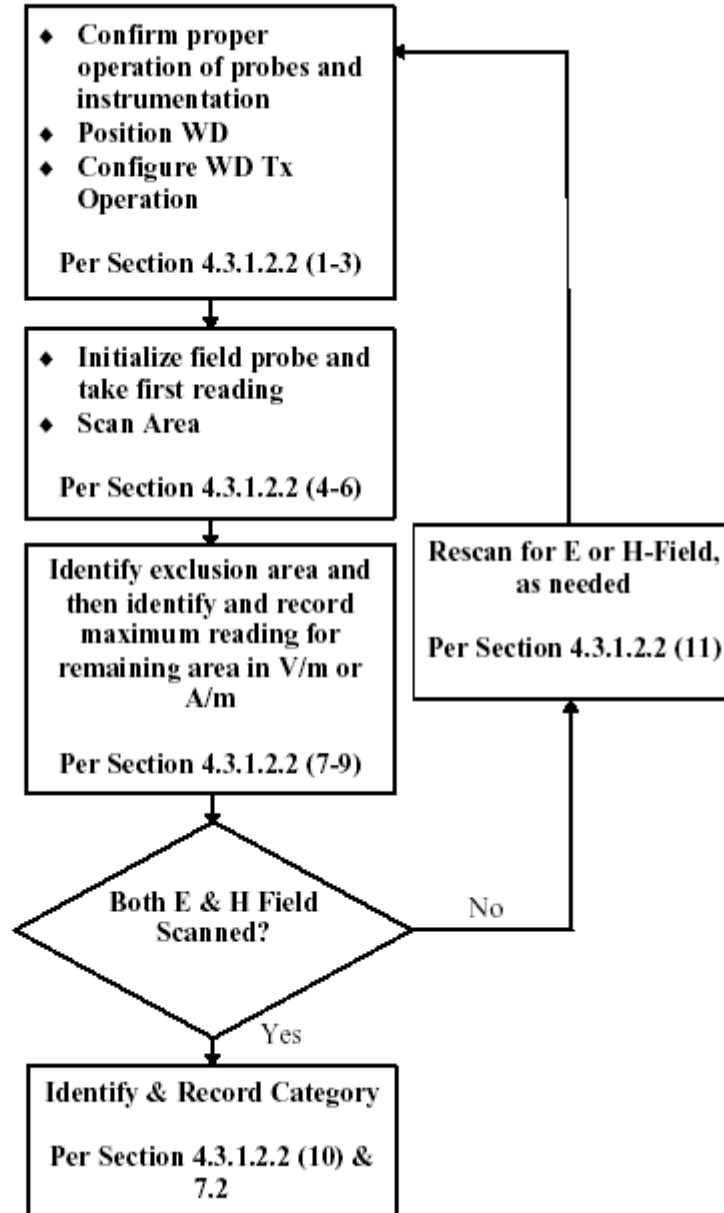 ♦ Confirm proper
operation of probes and
instrumentation
♦ Position WD
♦ Configure WD Tx
Operation
Per Section 4.3.1.2.2 (1-3)
♦ Initialize field probe and
take first reading
♦ Scan Area
Per Section 4.3.1.2.2 (4-6)
Identify exclusion area and
then identify and record
maximum reading for
remaining area in V/m or
A/m
Per Section 4.3.1.2.2 (7-9)
Rescan for E or H-Field,
as needed
Per Section 4.3.1.2.2 (11)
Both E & H Field
Scanned?
No
Yes
Identify & Record Category
Per Section 4.3.1.2.2 (10) &
7.2